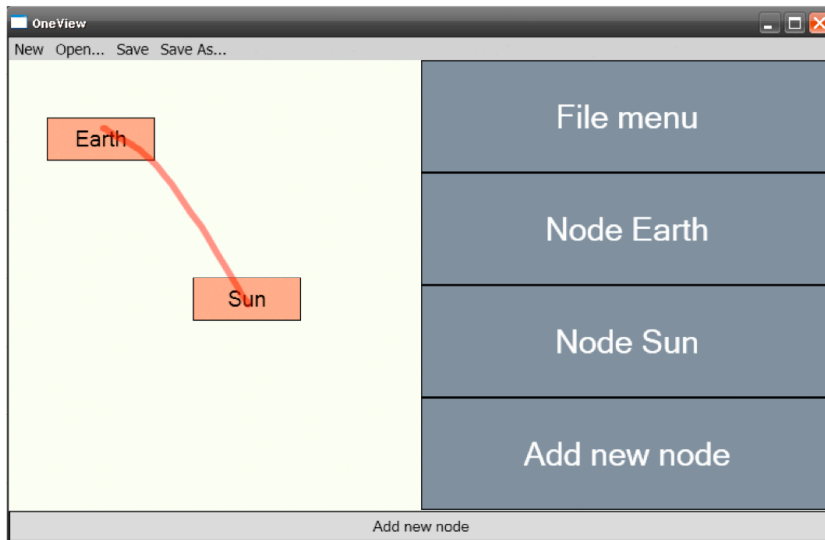 OneView
New Open... Save Save As...
Earth
Sun
File menu
Node Earth
Node Sun
Add new node
Add new node